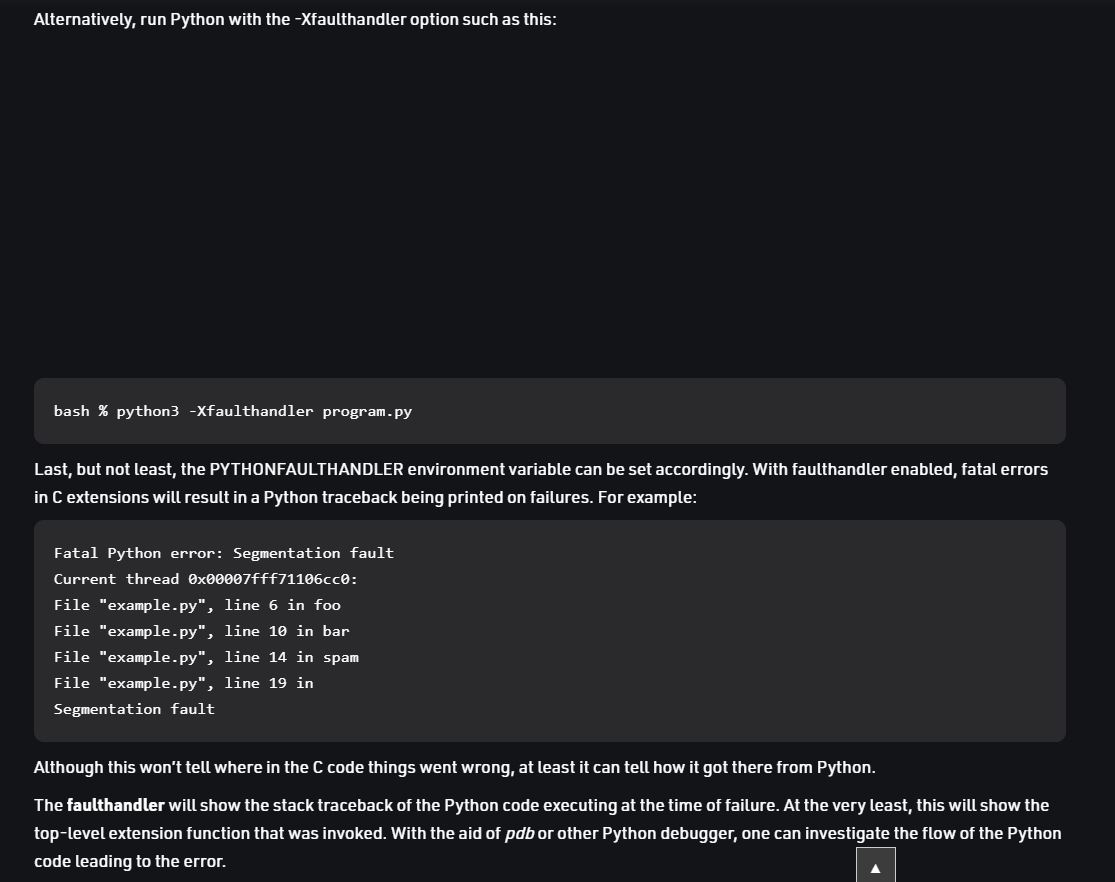 Alternatively, run Python with the -Xfaulthandler option such as this:
bash % python3 -Xfaulthandler program.py
Last, but not least, the PYTHONFAULTHANDLER environment variable can be set accordingly. With faulthandler enabled, fatal errors
in C extensions will result in a Python traceback being printed on failures. For example:
Fatal Python error: Segmentation fault
Current thread 0x00007fff71106cc0:
File "example.py", line 6 in foo
File "example.py", line 10 in bar
File "example.py", line 14 in spam
File "example.py", line 19 in
Segmentation fault
Although this won’t tell where in the C code things went wrong, at least it can tell how it got there from Python.
The faulthandler will show the stack traceback of the Python code executing at the time of failure. At the very least, this will show the
top-level extension function that was invoked. With the aid of pdb or other Python debugger, one can investigate the flow of the Python
code leading to the error.